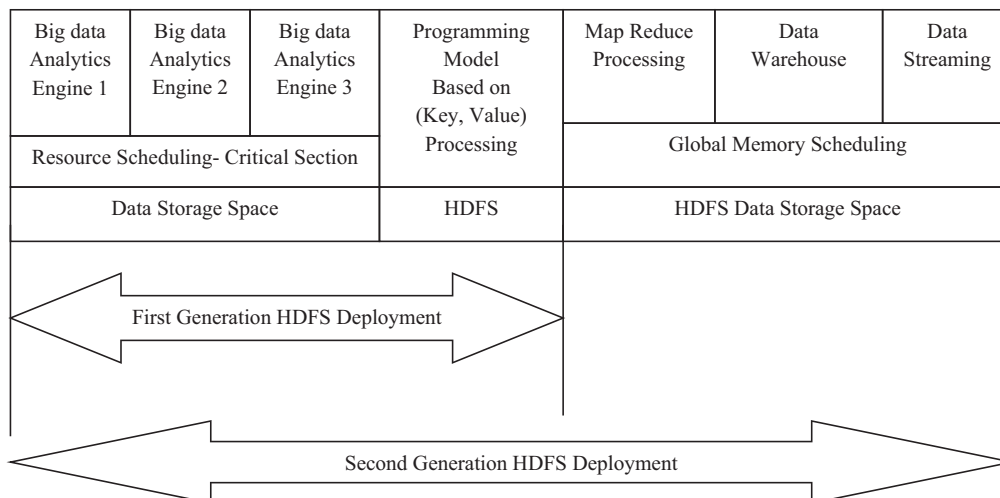 Big data
Analytics
Engine 1
Big data
Analytics
Engine 2
Big data
Analytics
Engine 3
Programming
Model
Based on
(Key, Value)
Processing
Map Reduce
Processing
Data
Warehouse
Data
Streaming
Resource Scheduling- Critical Section
Global Memory Scheduling
Data Storage Space
HDFS
HDFS Data Storage Space
First Generation HDFS Deployment
Second Generation HDFS Deployment